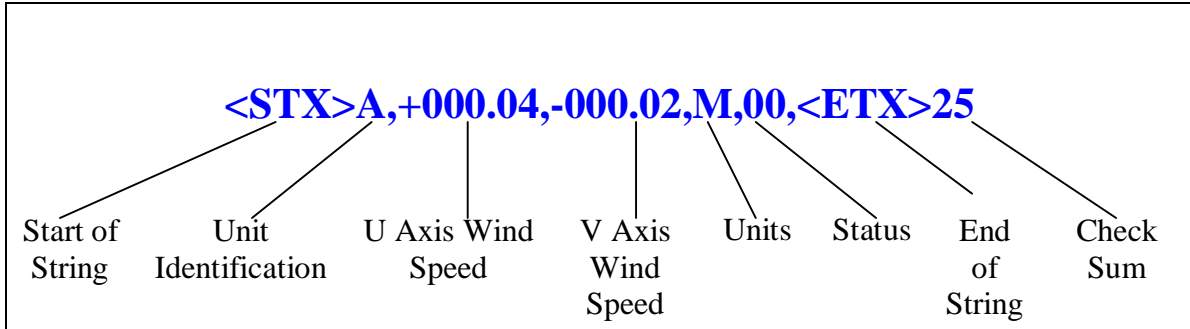 <STX>A,+000.04,-000.02,M,00,<ETX>25
Start of String
Unit Identification
U Axis Wind Speed
V Axis Wind Speed
Units
Status
End of String
Check Sum